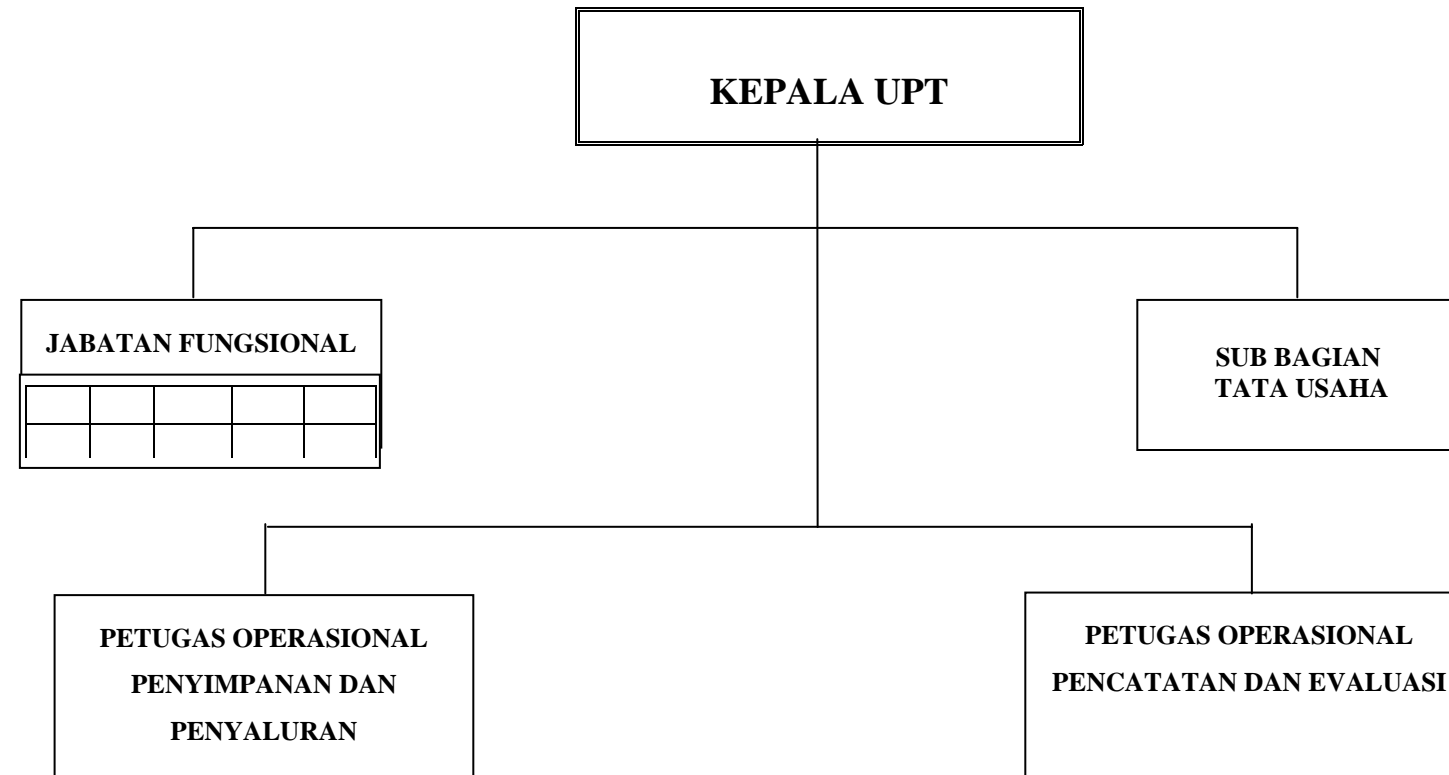 KEPALA UPT
JABATAN FUNGSIONAL
SUB BAGIAN
TATA USAHA
PETUGAS OPERASIONAL
PENYIMPANAN DAN
PENYALURAN
PETUGAS OPERASIONAL
PENCATATAN DAN EVALUASI